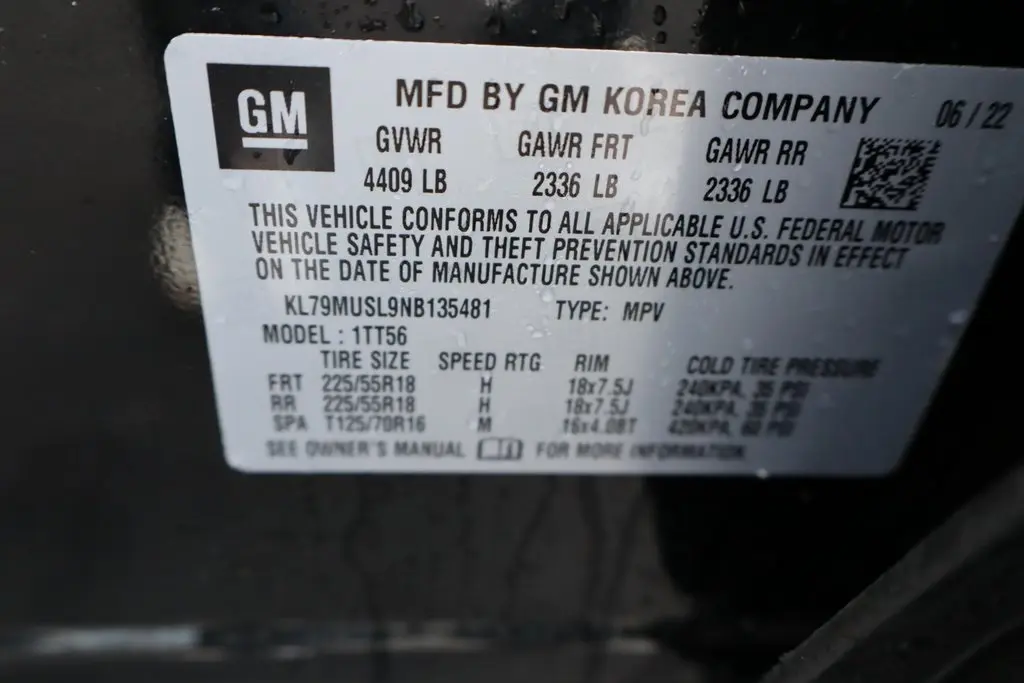 GM
MFD BY GM KOREA COMPANY 06/22
GVWR GAWR FRT GAWR RR
4409 LB 2336 LB 2336 LB
THIS VEHICLE CONFORMS TO ALL APPLICABLE U.S. FEDERAL MOTOR
VEHICLE SAFETY AND THEFT PREVENTION STANDARDS IN EFFECT
ON THE DATE OF MANUFACTURE SHOWN ABOVE.
KL79MUSL9NB135481 TYPE: MPV
MODEL : 1TT56
TIRE SIZE SPEED RTG RIM COLD TIRE PRESSURE
FRT 225/55R18 H 18x7.5J 240KPA, 35 PSI
RR 225/55R18 H 18x7.5J 240KPA, 35 PSI
SPA T125/70R16 M 16x4.0BT 420KPA, 60 PSI
SEE OWNER'S MANUAL FOR MORE INFORMATION